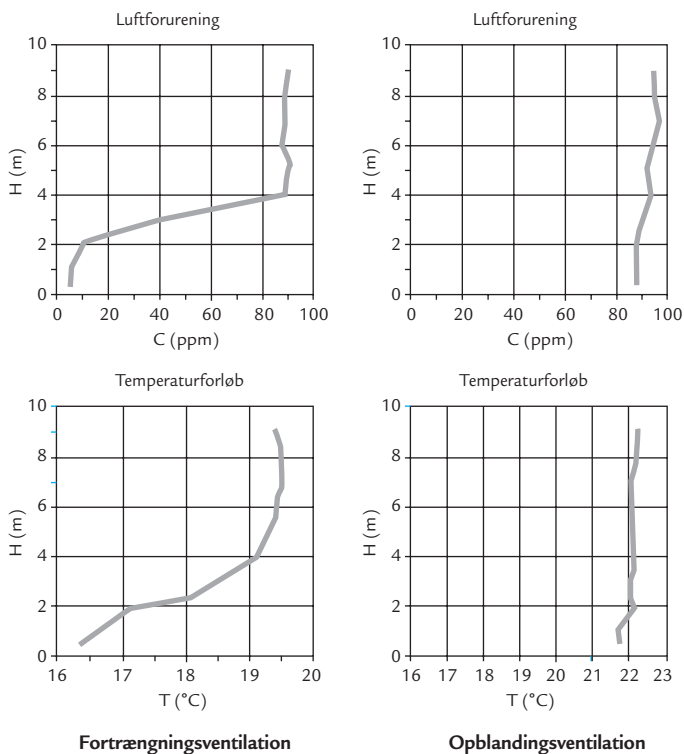 Luftforurening
10
8
6
4
2
0
H (m)
0 20 40 60 80 100
C (ppm)
Luftforurening
10
8
6
4
2
0
H (m)
0 20 40 60 80 100
C (ppm)
Temperaturforløb
10
8
6
4
2
0
H (m)
16 17 18 19 20
T (°C)
Fortrængningsventilation
Temperaturforløb
10
8
6
4
2
0
H (m)
16 17 18 19 20 21 22 23
T (°C)
Opblandingsventilation